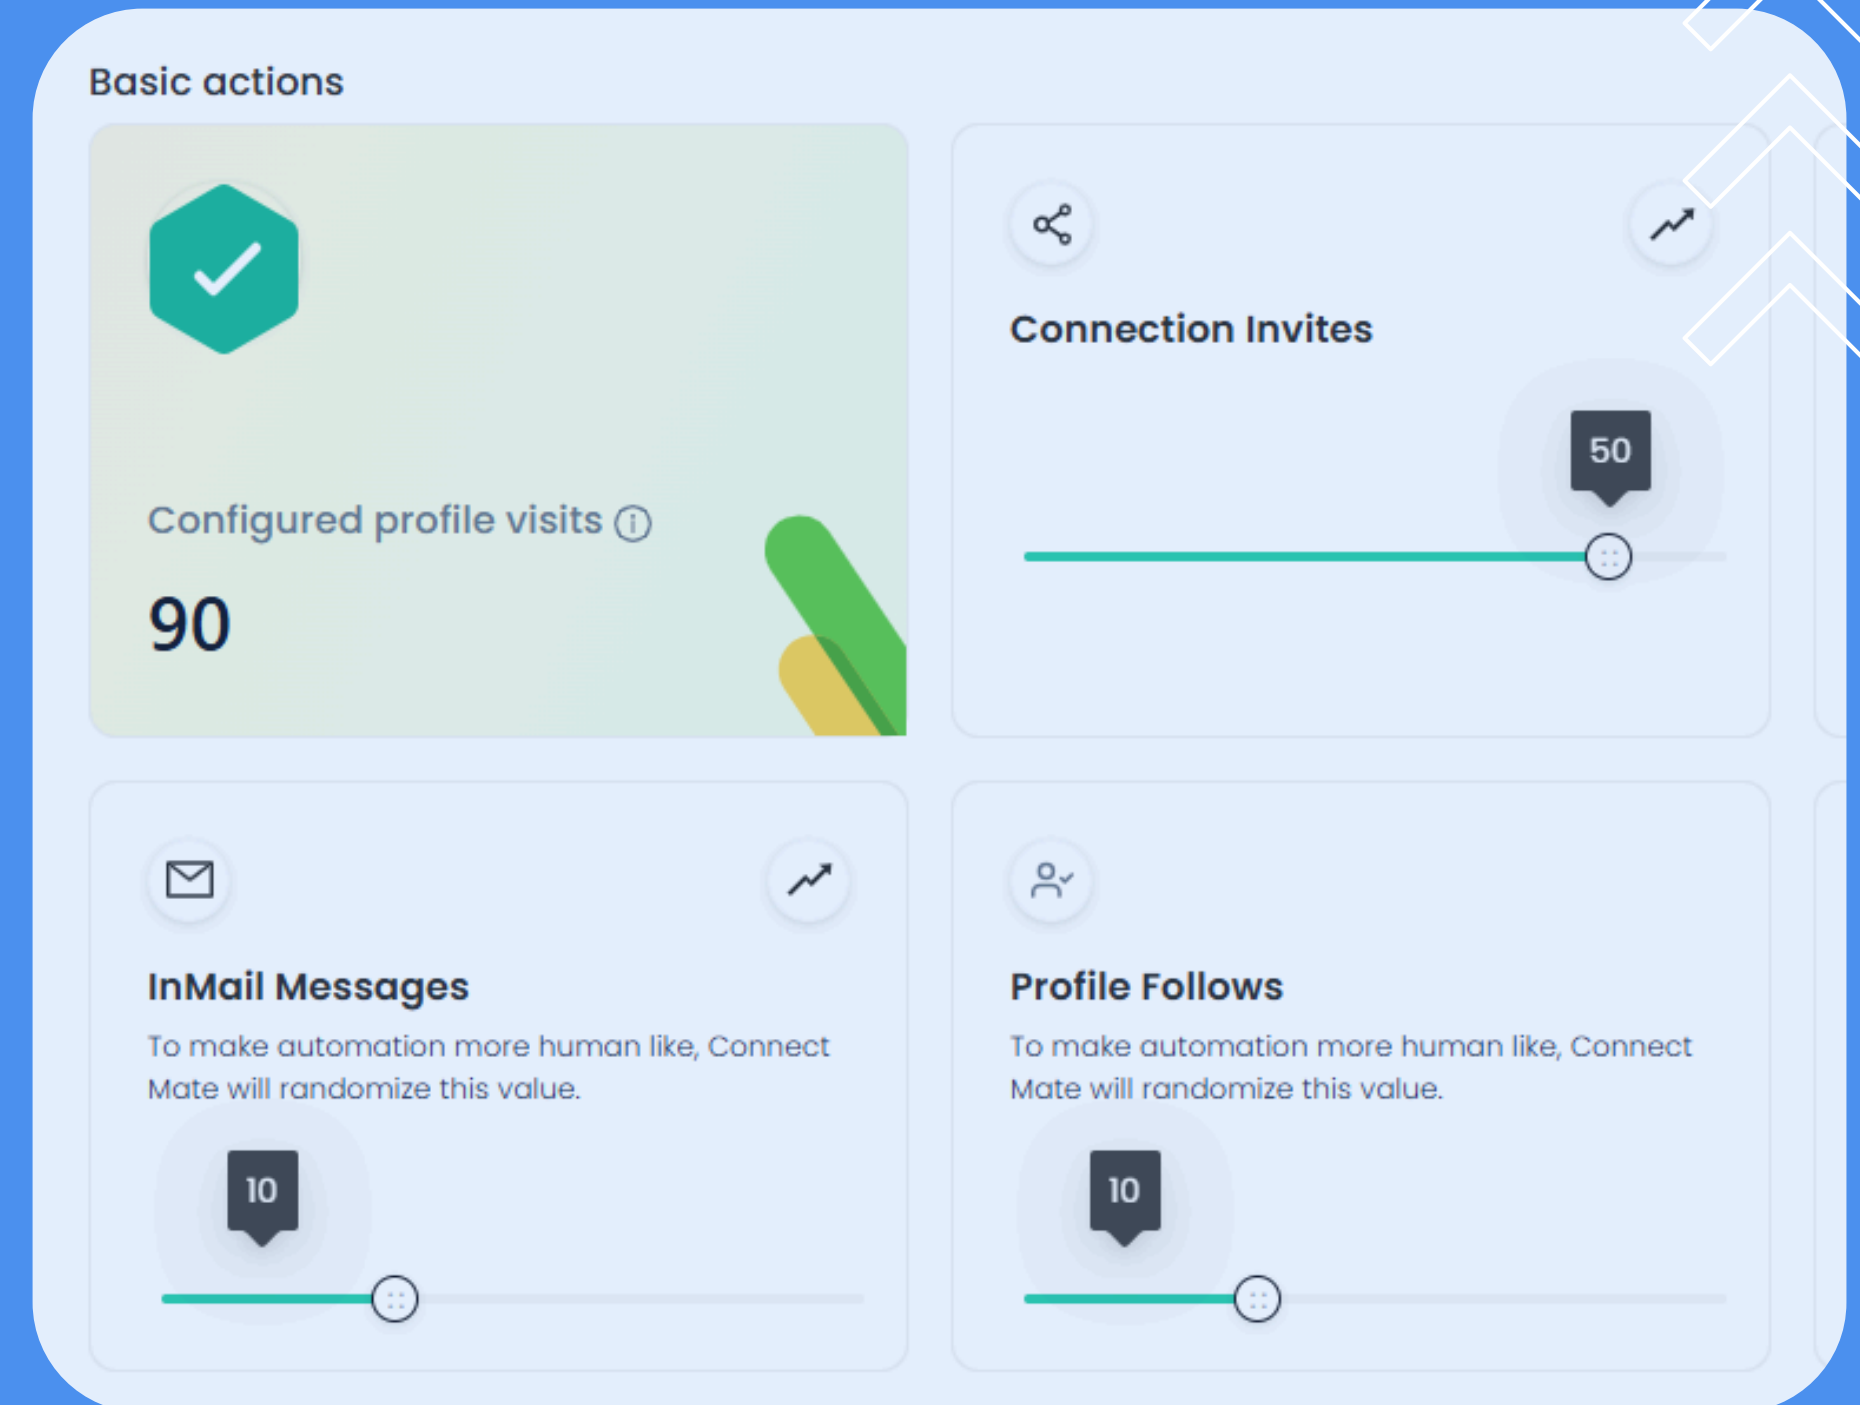 Basic actions
Configured profile visits
90
Connection Invites
50
InMail Messages
To make automation more human like, Connect
Mate will randomize this value.
10
Profile Follows
To make automation more human like, Connect
Mate will randomize this value.
10